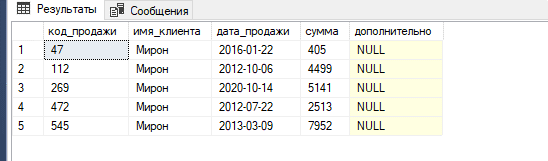 Результаты Сообщения
код_продажи имя_клиента дата_продажи сумма дополнительно
1 47 Мирон 2016-01-22 405 NULL
2 112 Мирон 2012-10-06 4499 NULL
3 269 Мирон 2020-10-14 5141 NULL
4 472 Мирон 2012-07-22 2513 NULL
5 545 Мирон 2013-03-09 7952 NULL